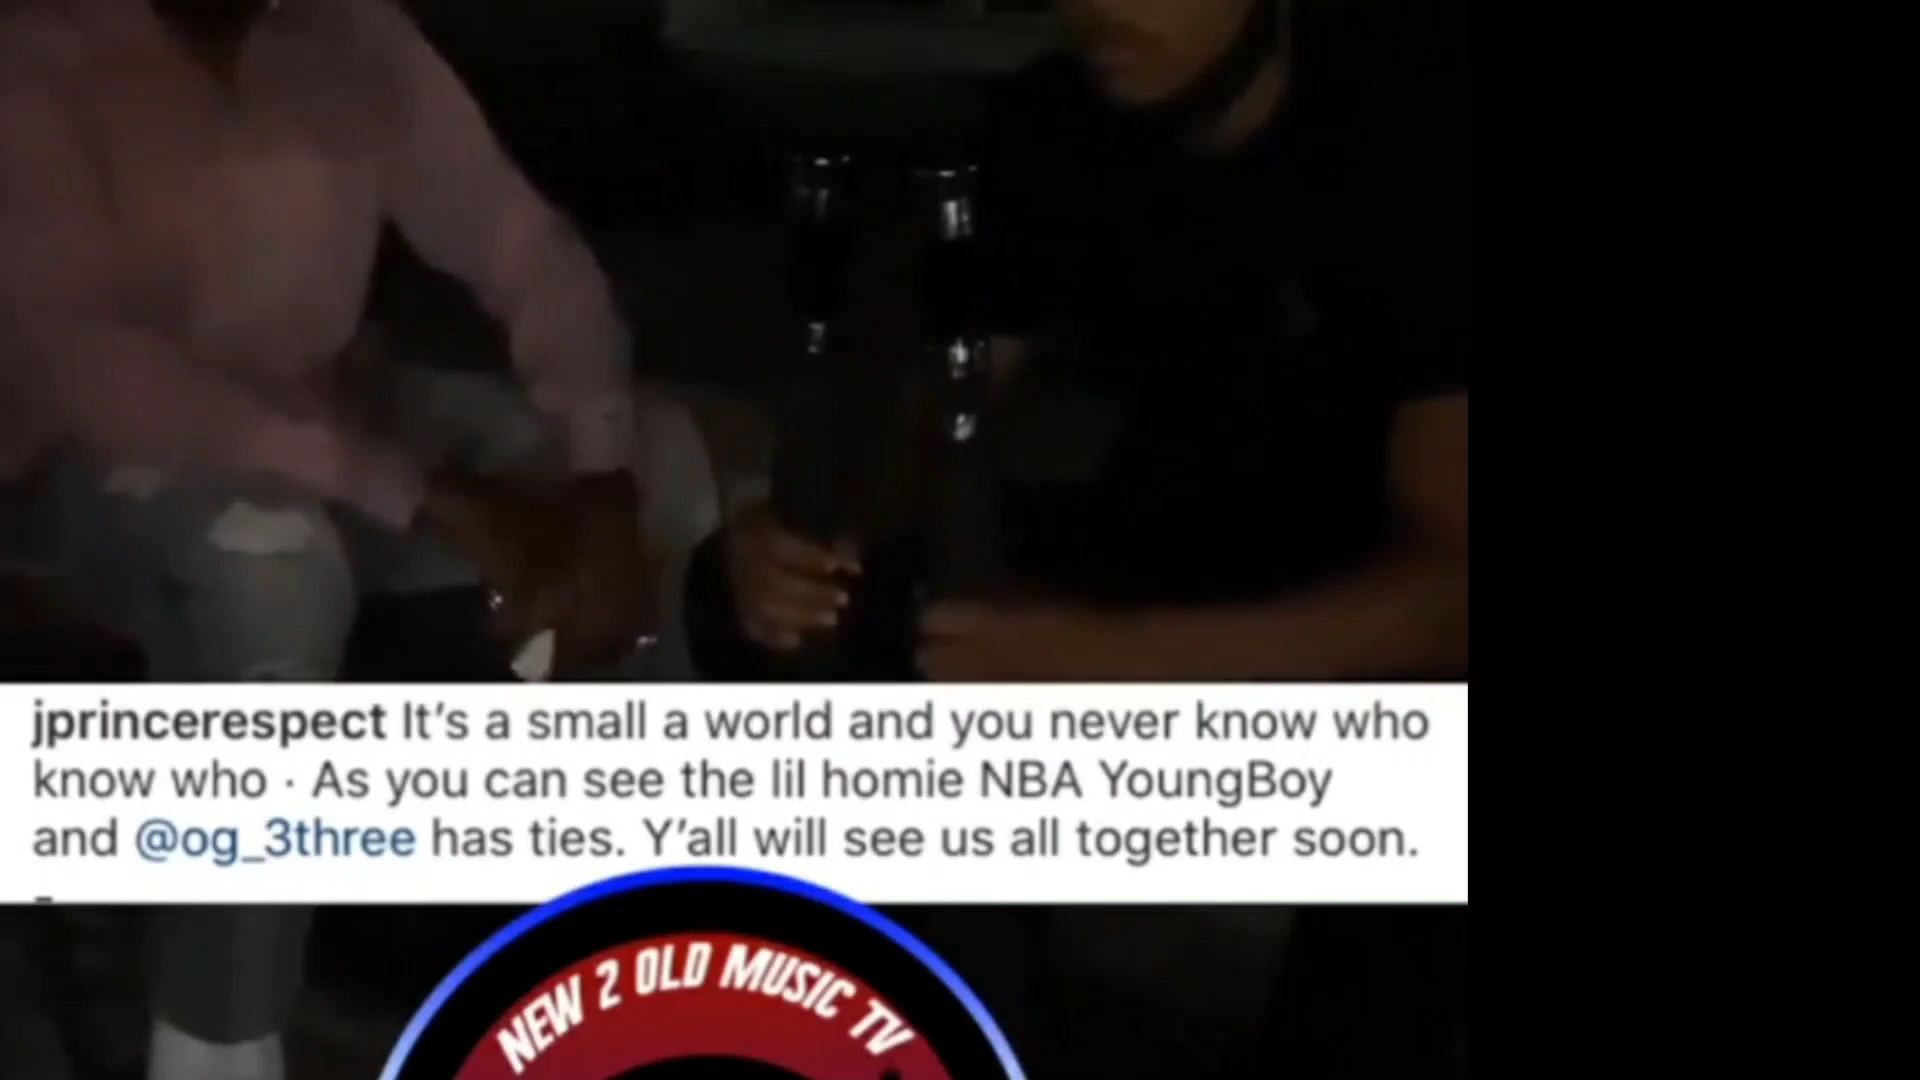 jprincerespect It's a small a world and you never know who
know who · As you can see the lil homie NBA YoungBoy
and @og_3three has ties. Y'all will see us all together soon.
-
NEW 2 OLD MUSIC TV